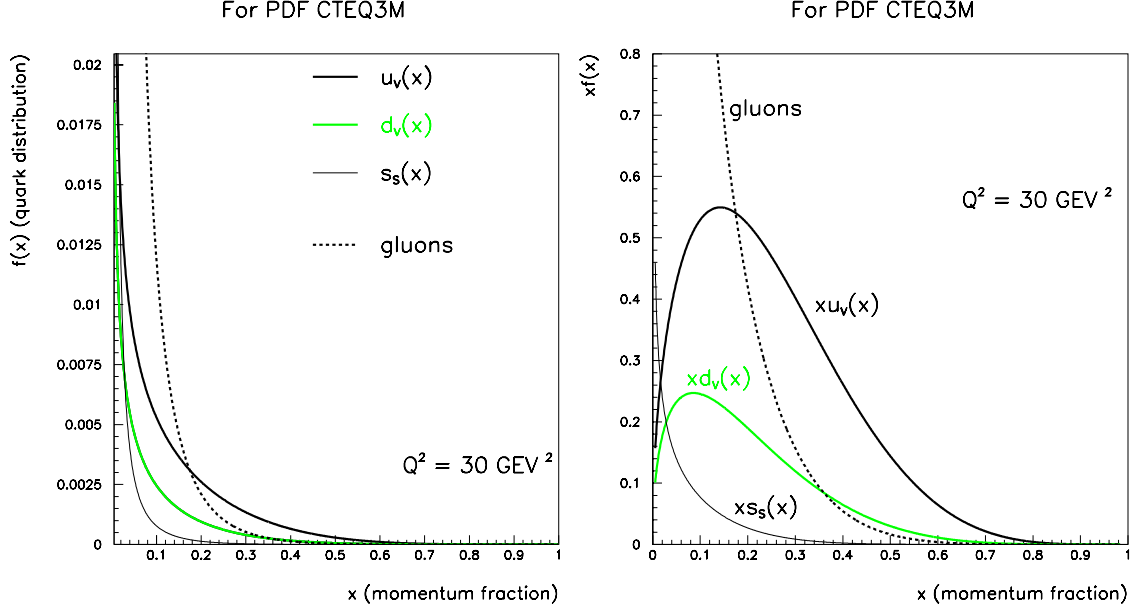 For PDF CTEQ3M
f(x) (quark distribution)
0.02
0.0175
0.015
0.0125
0.01
0.0075
0.005
0.0025
0
u_v(x)
d_v(x)
s_s(x)
gluons
Q² = 30 GEV ²
0.1 0.2 0.3 0.4 0.5 0.6 0.7 0.8 0.9 1
x (momentum fraction)
For PDF CTEQ3M
xf(x)
0.8
0.7
0.6
0.5
0.4
0.3
0.2
0.1
0
gluons
Q² = 30 GEV ²
xu_v(x)
xd_v(x)
xs_s(x)
0 0.1 0.2 0.3 0.4 0.5 0.6 0.7 0.8 0.9 1
x (momentum fraction)